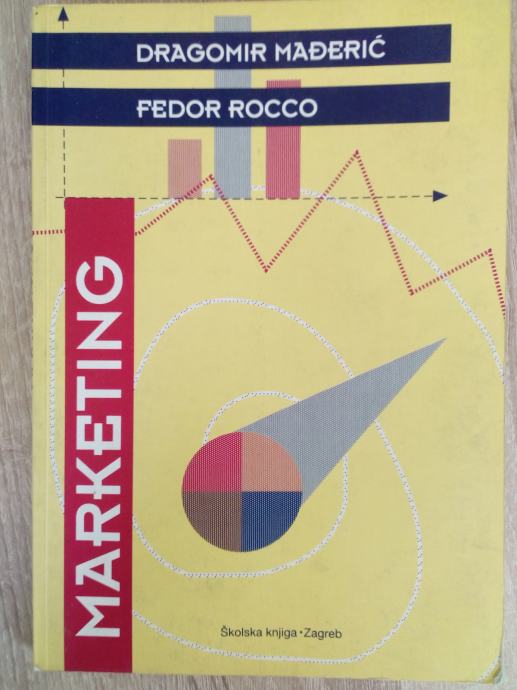 DRAGOMIR MAĐERIĆ
FEDOR ROCCO
MARKETING
Školska knjiga • Zagreb